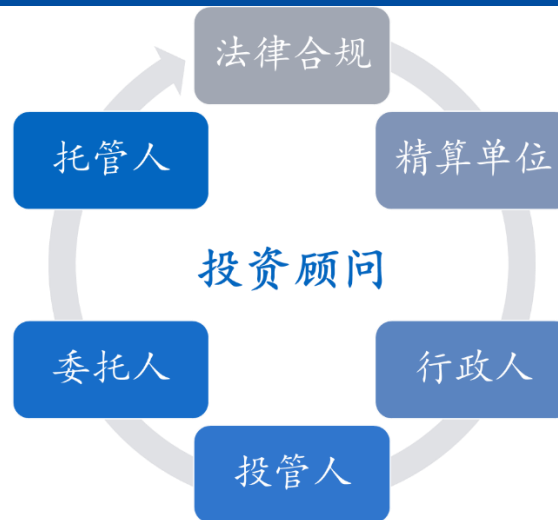 法律合规
托管人
精算单位
投资顾问
委托人
行政人
投管人